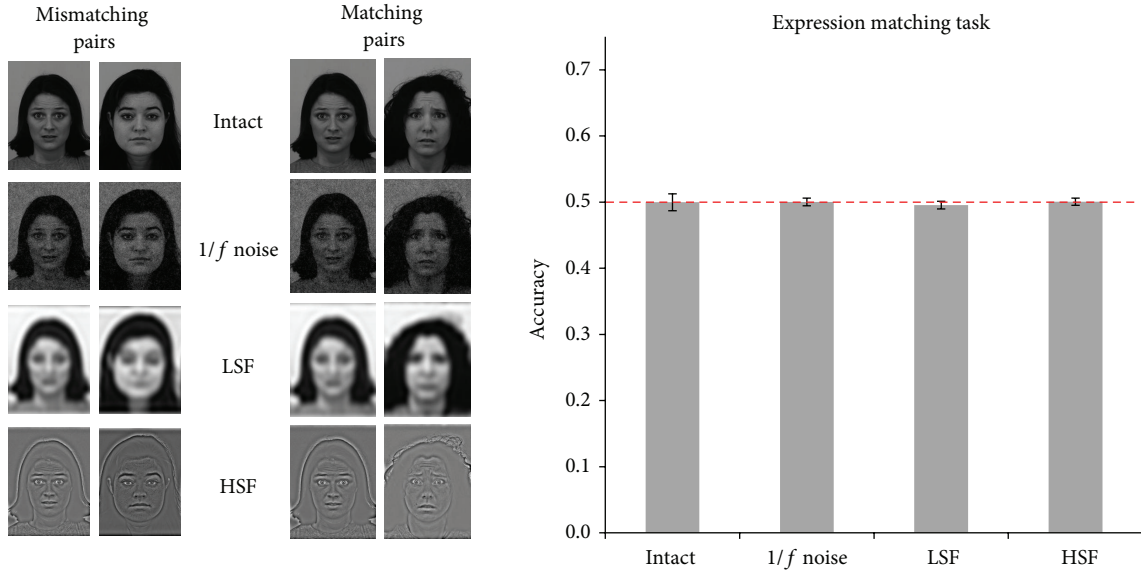 Mismatching
pairs
Matching
pairs
Intact
1/f noise
LSF
HSF
Expression matching task
Accuracy
0.7
0.6
0.5
0.4
0.3
0.2
0.1
0.0
Intact
1/f noise
LSF
HSF